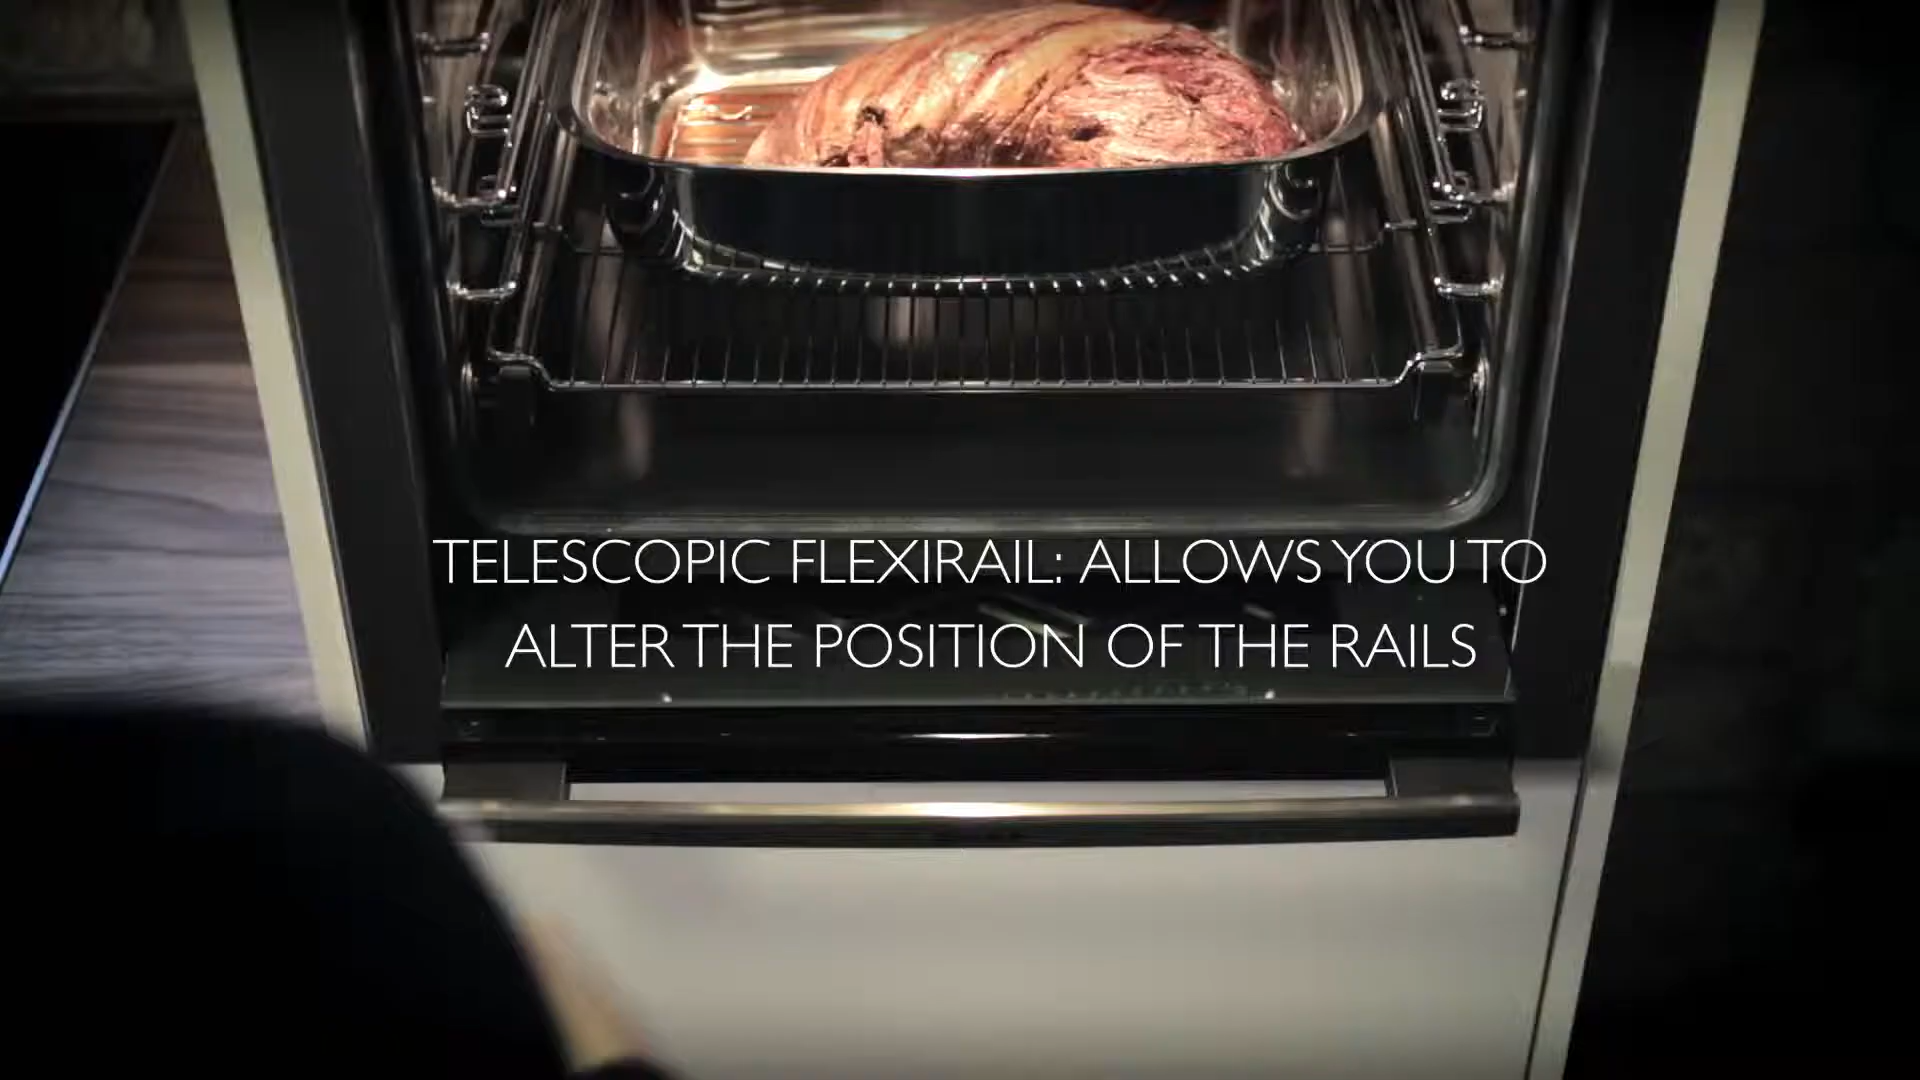 TELESCOPIC FLEXIRAIL: ALLOWS YOU TO
ALTER THE POSITION OF THE RAILS